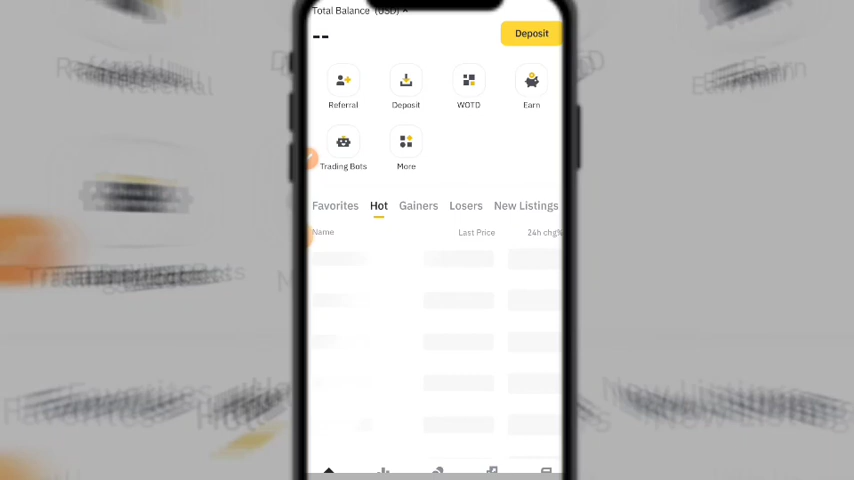 Total Balance (USD)
--
Deposit
Referral Deposit WOTD Earn
Trading Bots More
Favorites Hot Gainers Losers New Listings
Name Last Price 24h chg%